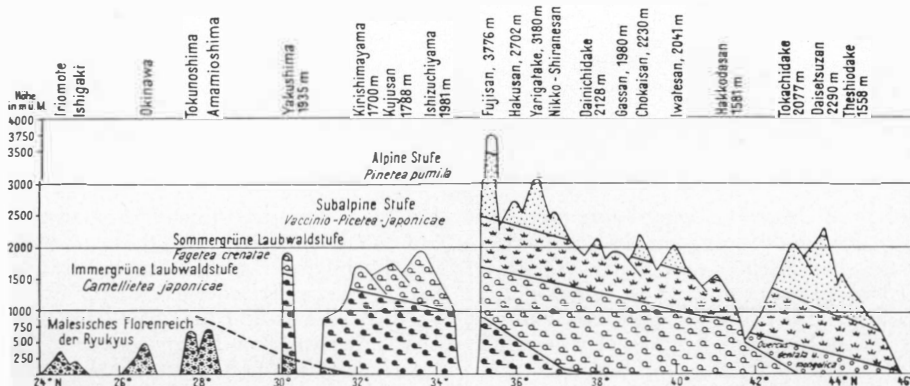 Höhe
in m ü. M.
Iriomote
Ishigaki
Okinawa
Tokunoshima
Amamioshima
Yakushima
1935 m
Kirishimayama
1700 m
Kujusan
1788 m
Ishizuchiyama
1981 m
Fujisan, 3776 m
Hakusan, 2702 m
Yarigatake, 3180 m
Nikko-Shiranesan
Dainichidake
2128 m
Gassan, 1980 m
Chokaisan, 2230 m
Iwatesan, 2041
Hakkodasan
1581 m
Tokachidake
2077 m
Daisetsuzan
2290 m
Theshiodake
1558 m
4000
3750
3000
2500
2000
1500
1000
750
500
250
Alpine Stufe
Pinetea pumila
Subalpine Stufe
Vaccinio-Picetea-japonicae
Sommergrüne Laubwaldstufe
Fagetea crenatae
Immergrüne Laubwaldstufe
Camellietea japonicae
Malesisches Florenreich
der Ryukyus
Quercus
dentata
mongolica
24° N 26° 28° 30° 32° 34° 36° 38° 40° 42° 44° N 46°